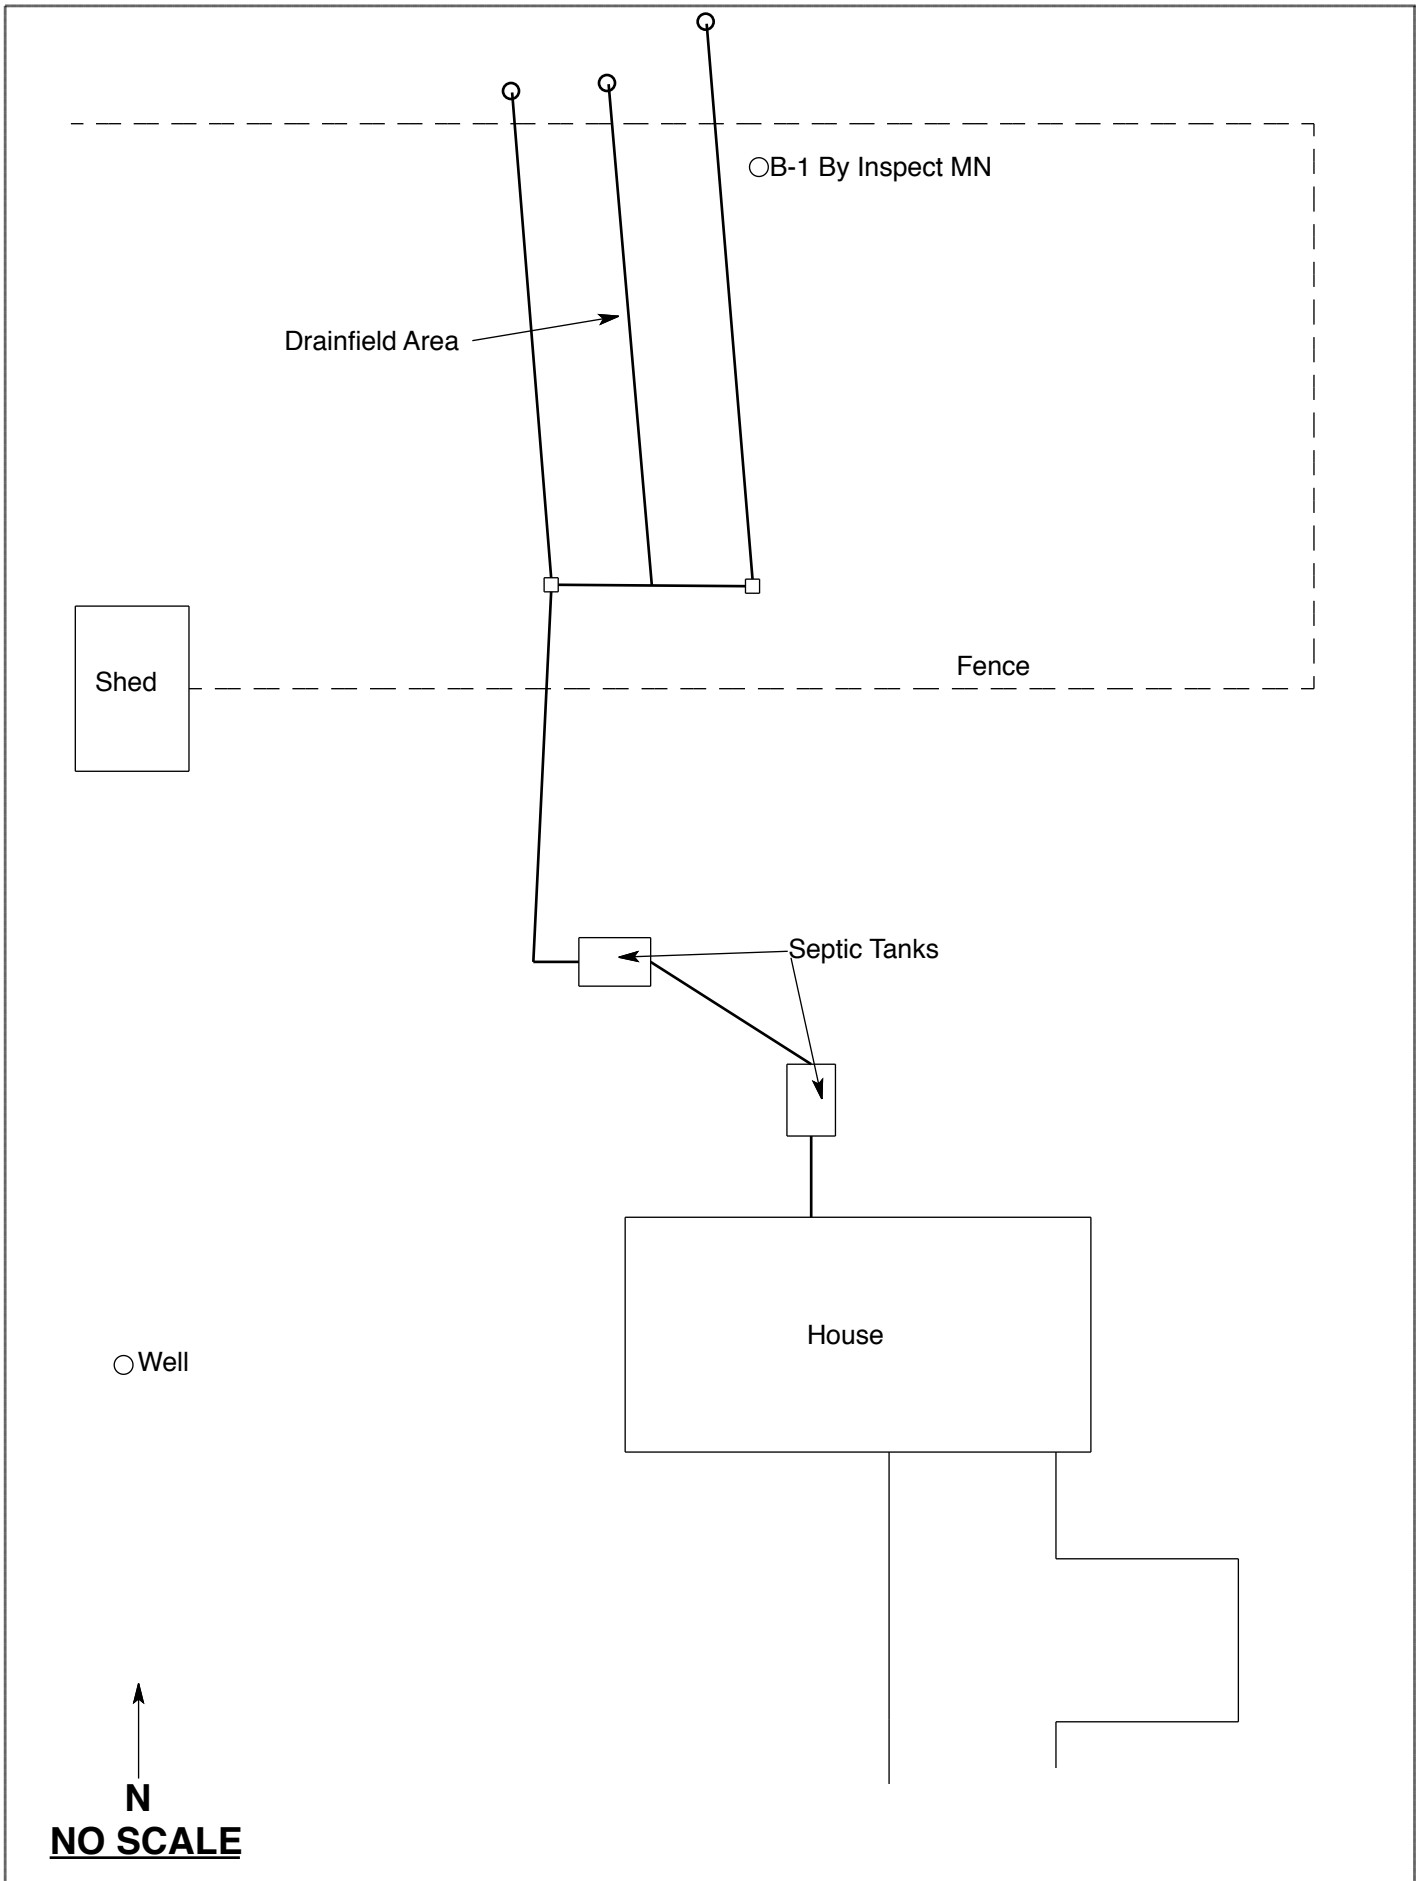 B-1 By Inspect MN
Drainfield Area
Fence
Shed
Septic Tanks
House
Well
N
NO SCALE